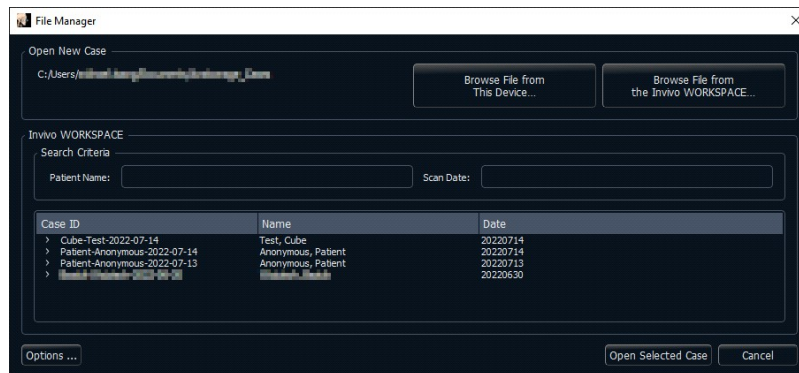 File Manager
Open New Case
C:/Users/
Browse File from
This Device...
Browse File from
the Invivo WORKSPACE...
Invivo WORKSPACE
Search Criteria
Patient Name:
Scan Date:
Case ID Name Date
> Cube-Test-2022-07-14 Test, Cube 20220714
> Patient-Anonymous-2022-07-14 Anonymous, Patient 20220714
> Patient-Anonymous-2022-07-13 Anonymous, Patient 20220713
> 20220630
Options ...
Open Selected Case
Cancel